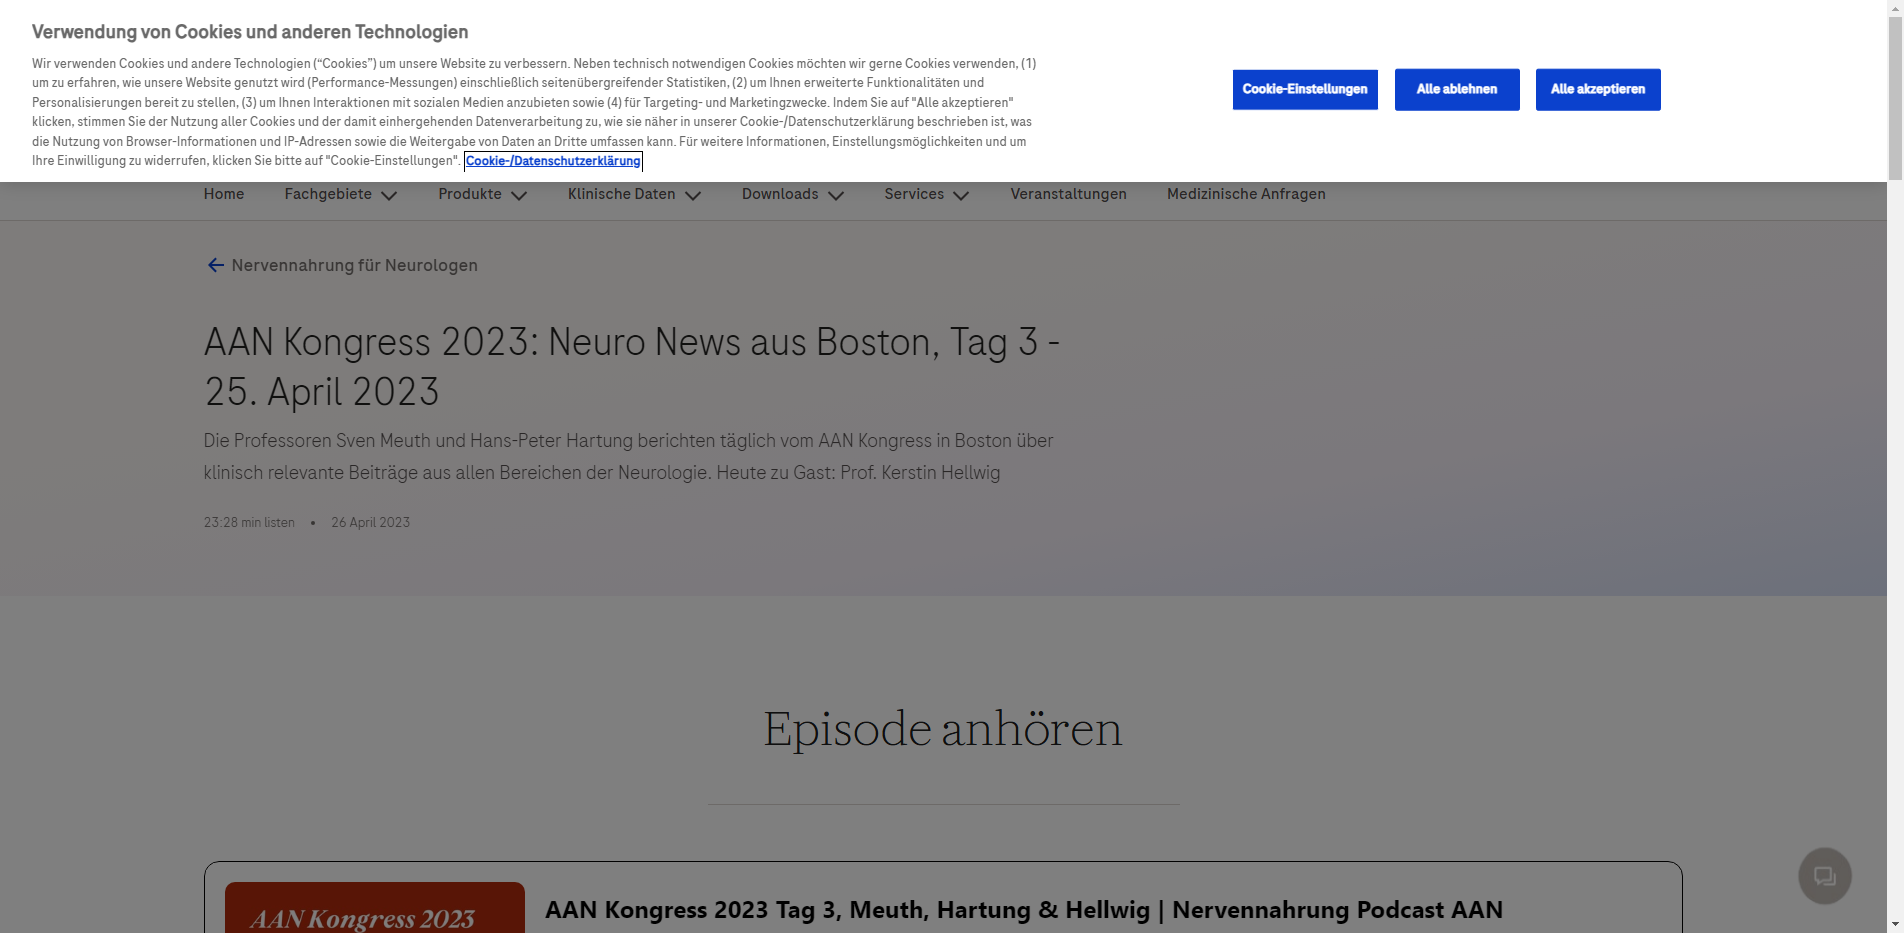 Verwendung von Cookies und anderen Technologien
Wir verwenden Cookies und andere Technologien (“Cookies”) um unsere Website zu verbessern. Neben technisch notwendigen Cookies möchten wir gerne Cookies verwenden, (1)
um zu erfahren, wie unsere Website genutzt wird (Performance-Messungen) einschließlich seitenübergreifender Statistiken, (2) um Ihnen erweiterte Funktionalitäten und
Personalisierungen bereit zu stellen, (3) um Ihnen Interaktionen mit sozialen Medien anzubieten sowie (4) für Targeting- und Marketingzwecke. Indem Sie auf "Alle akzeptieren"
klicken, stimmen Sie der Nutzung aller Cookies und der damit einhergehenden Datenverarbeitung zu, wie sie näher in unserer Cookie-/Datenschutzerklärung beschrieben ist, was
die Nutzung von Browser-Informationen und IP-Adressen sowie die Weitergabe von Daten an Dritte umfassen kann. Für weitere Informationen, Einstellungsmöglichkeiten und um
Ihre Einwilligung zu widerrufen, klicken Sie bitte auf "Cookie-Einstellungen". Cookie-/Datenschutzerklärung
Cookie-Einstellungen Alle ablehnen Alle akzeptieren
Home Fachgebiete Produkte Klinische Daten Downloads Services Veranstaltungen Medizinische Anfragen
Nervennahrung für Neurologen
AAN Kongress 2023: Neuro News aus Boston, Tag 3 -
25. April 2023
Die Professoren Sven Meuth und Hans-Peter Hartung berichten täglich vom AAN Kongress in Boston über
klinisch relevante Beiträge aus allen Bereichen der Neurologie. Heute zu Gast: Prof. Kerstin Hellwig
23:28 min listen • 26 April 2023
Episode anhören
AAN Kongress 2023
AAN Kongress 2023 Tag 3, Meuth, Hartung & Hellwig | Nervennahrung Podcast AAN